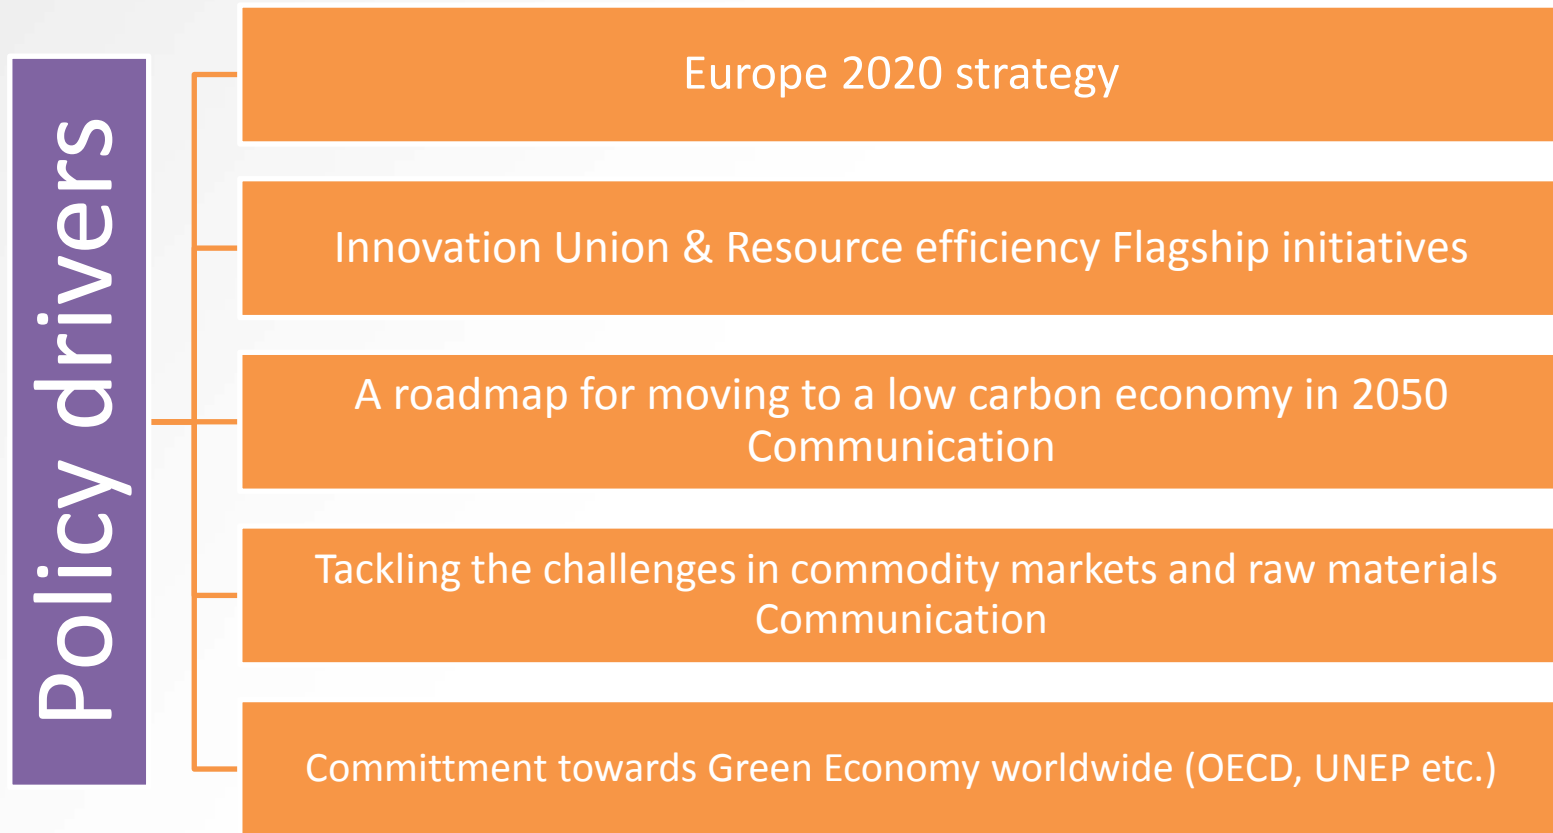 Policy drivers
Europe 2020 strategy
Innovation Union & Resource efficiency Flagship initiatives
A roadmap for moving to a low carbon economy in 2050
Communication
Tackling the challenges in commodity markets and raw materials
Communication
Committment towards Green Economy worldwide (OECD, UNEP etc.)